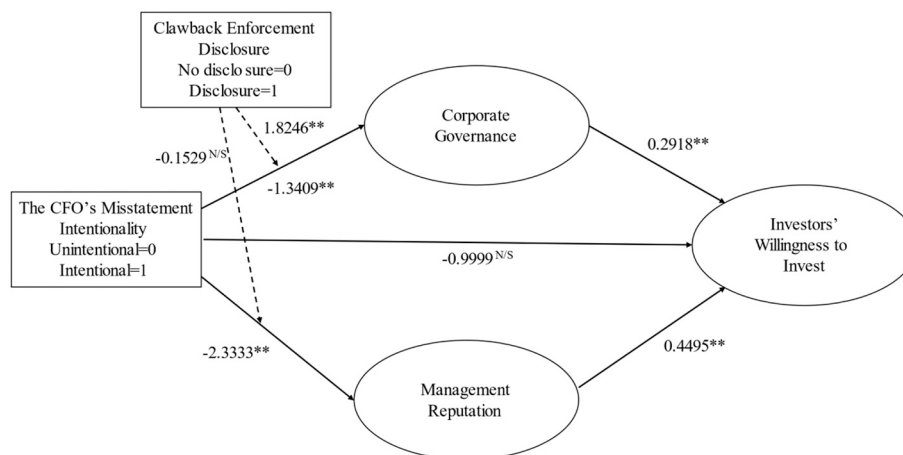 Clawback Enforcement
Disclosure
No disclo sure=0
Disclosure=1
1.8246**
-0.1529 N/S
-1.3409**
Corporate
Governance
0.2918**
The CFO's Misstatement
Intentionality
Unintentional=0
Intentional=1
-0.9999 N/S
Investors'
Willingness to
Invest
-2.3333**
0.4495**
Management
Reputation